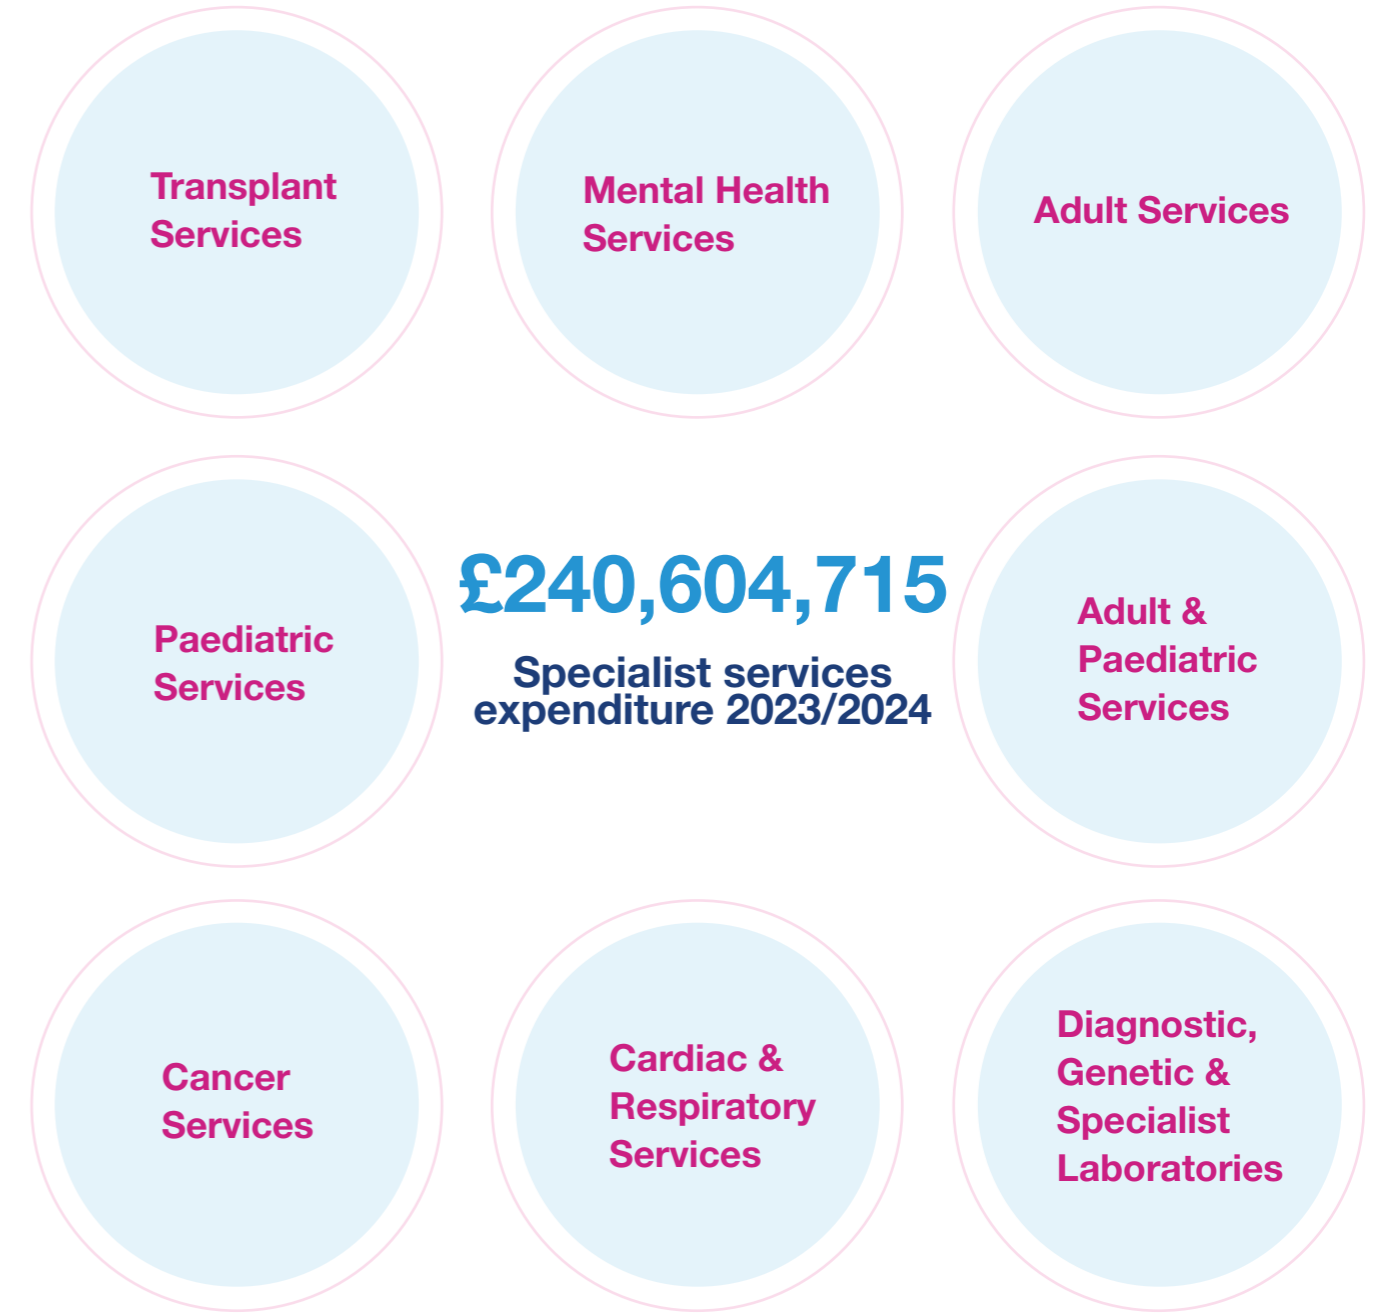 Transplant
Services
Mental Health
Services
Adult Services
Paediatric
Services
£240,604,715
Specialist services
expenditure 2023/2024
Adult &
Paediatric
Services
Cancer
Services
Cardiac &
Respiratory
Services
Diagnostic,
Genetic &
Specialist
Laboratories